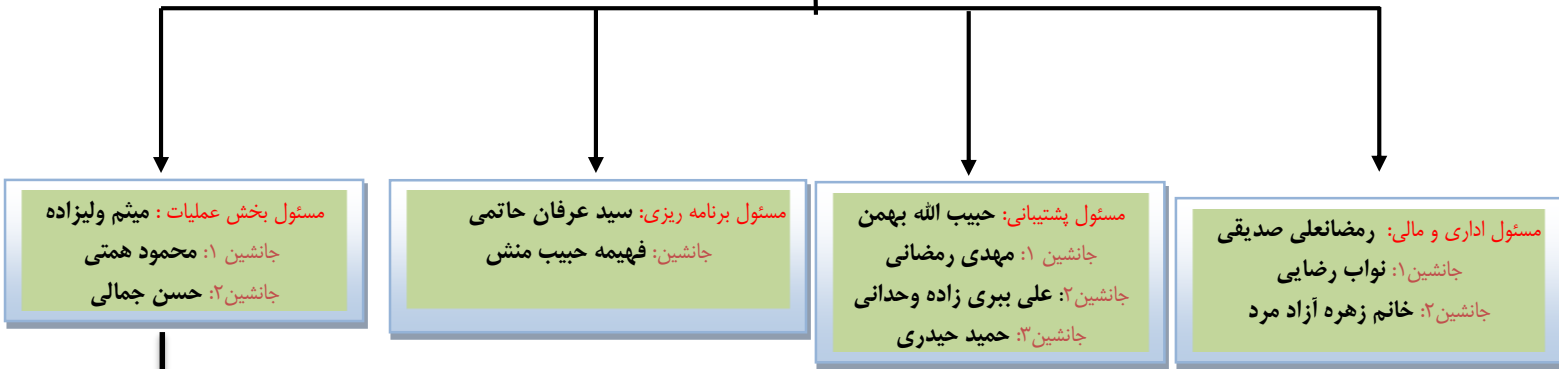 مسئول اداری و مالی: رمضانعلی صدیقی
جانشین۱: نواب رضایی
جانشین۲: خانم زهره آزاد مرد
مسئول پشتیبانی: حبیب الله بهمن
جانشین ۱: مهدی رمضانی
جانشین۲: علی ببری زاده وحدانی
جانشین۳: حمید حیدری
مسئول برنامه ریزی: سید عرفان حاتمی
جانشین: فهیمه حبیب منش
مسئول بخش عملیات : میثم ولیزاده
جانشین ۱: محمود همتی
جانشین۲: حسن جمالی